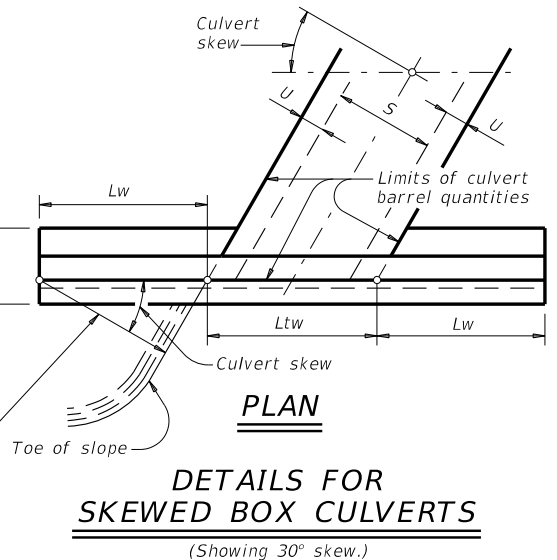 Culvert
skew
U
S
U
Limits of culvert
barrel quantities
Lw
Ltw
Lw
Culvert skew
Toe of slope
PLAN
DETAILS FOR
SKEWED BOX CULVERTS
(Showing 30° skew.)